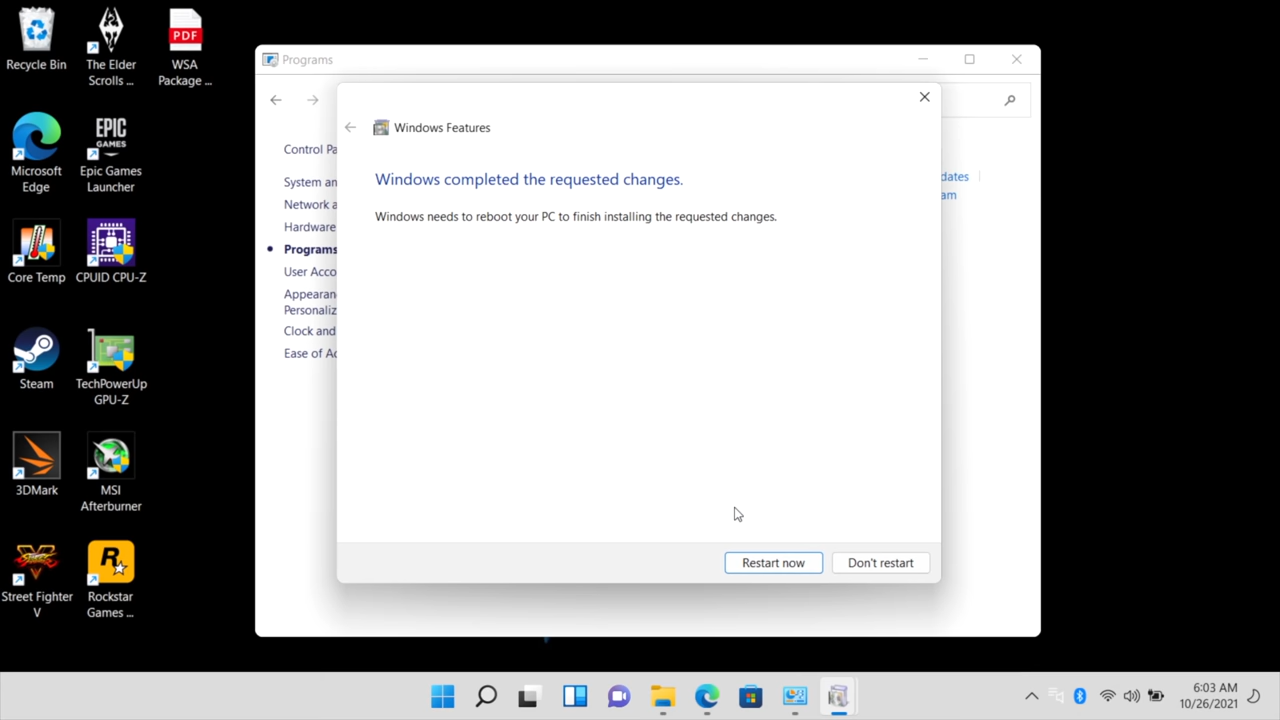 Recycle Bin
The Elder
Scrolls ...
PDF
WSA
Package ...
Microsoft
Edge
EPIC
GAMES
Epic Games
Launcher
Core Temp
CPUID CPU-Z
Steam
TechPowerUp
GPU-Z
3DMark
MSI
Afterburner
Street Fighter
V
R
Rockstar
Games ...
Programs
Control Pa
System an
Network a
Hardware
Programs
User Acco
Appearan
Personaliz
Clock and
Ease of Ac
dates
am
Windows Features
Windows completed the requested changes.
Windows needs to reboot your PC to finish installing the requested changes.
Restart now
Don't restart
6:03 AM
10/26/2021